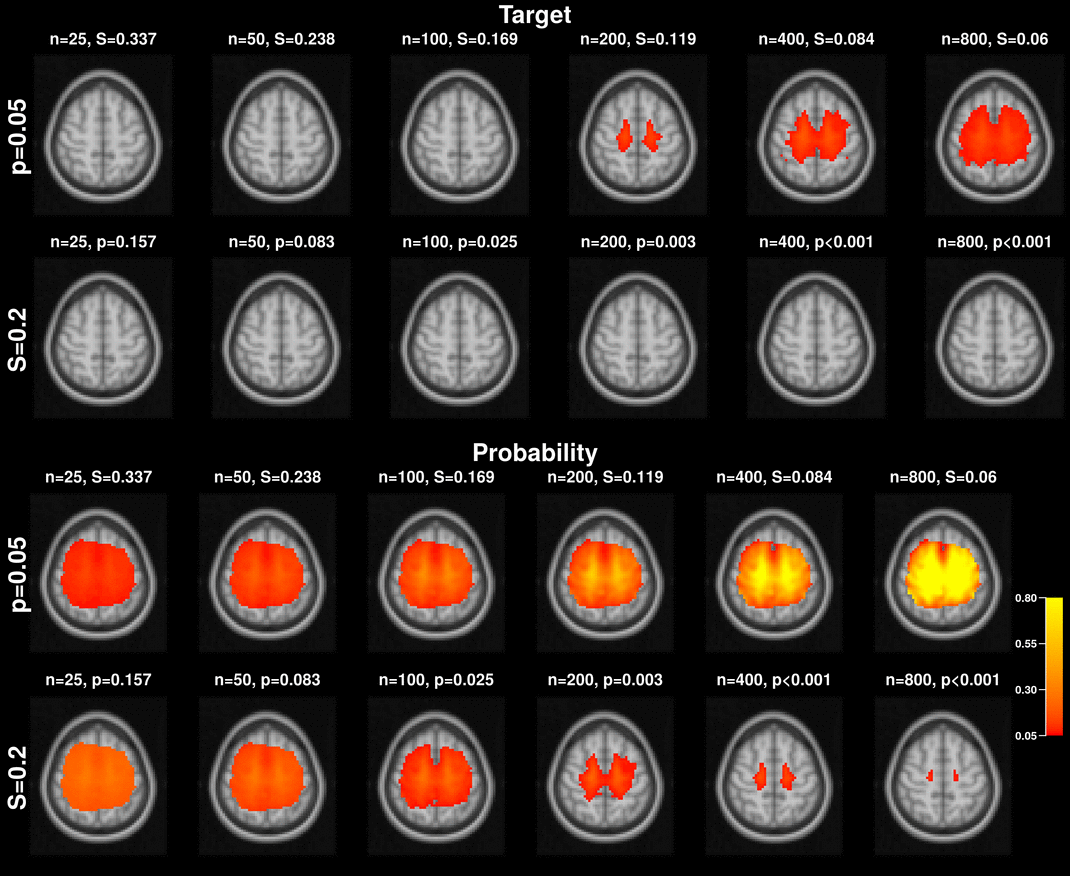 Target
n=25, S=0.337 n=50, S=0.238 n=100, S=0.169 n=200, S=0.119 n=400, S=0.084 n=800, S=0.06
p=0.05
n=25, p=0.157 n=50, p=0.083 n=100, p=0.025 n=200, p=0.003 n=400, p<0.001 n=800, p<0.001
S=0.2
Probability
n=25, S=0.337 n=50, S=0.238 n=100, S=0.169 n=200, S=0.119 n=400, S=0.084 n=800, S=0.06
p=0.05
0.80
0.55
0.30
0.05
n=25, p=0.157 n=50, p=0.083 n=100, p=0.025 n=200, p=0.003 n=400, p<0.001 n=800, p<0.001
S=0.2